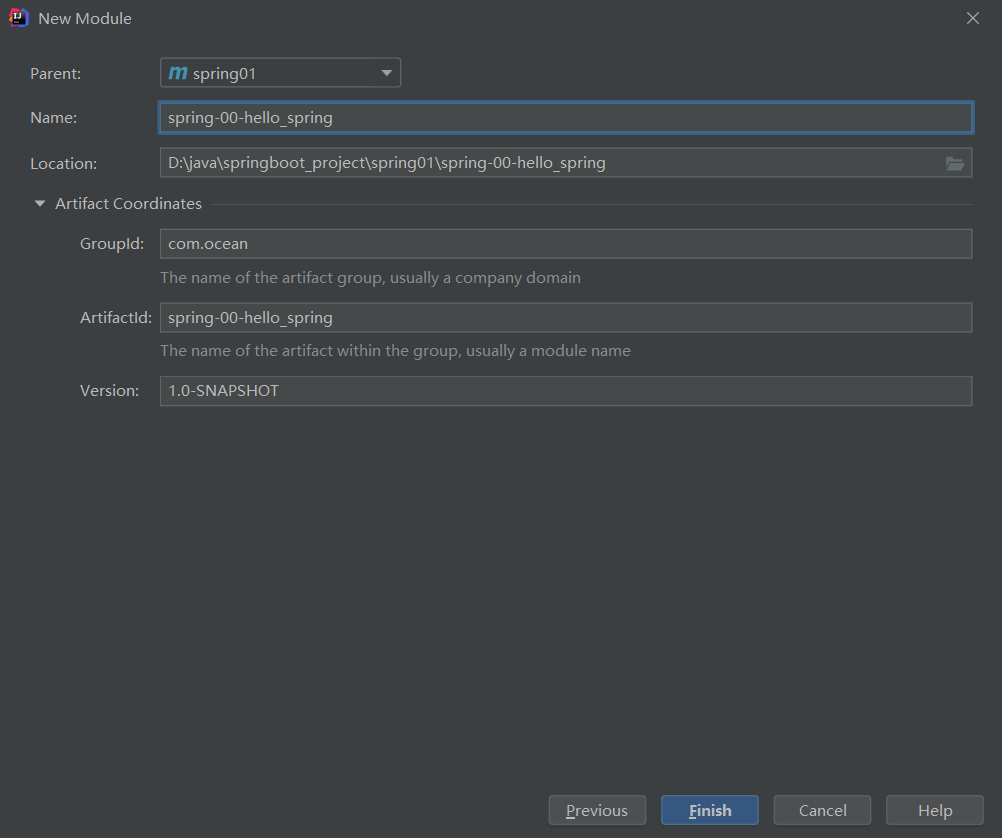 New Module
Parent: spring01
Name: spring-00-hello_spring
Location: D:\java\springboot_project\spring01\spring-00-hello_spring
Artifact Coordinates
GroupId: com.ocean
The name of the artifact group, usually a company domain
ArtifactId: spring-00-hello_spring
The name of the artifact within the group, usually a module name
Version: 1.0-SNAPSHOT
Previous Finish Cancel Help